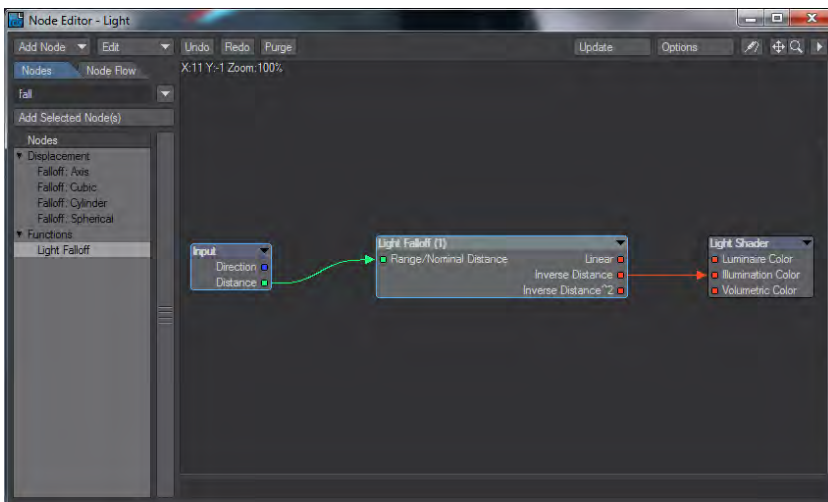 Node Editor - Light
Add Node Edit Undo Redo Purge Update Options
Nodes Node Flow X:11 Y:-1 Zoom:100%
fall
Add Selected Node(s)
Nodes
Displacement
Falloff: Axis
Falloff: Cubic
Falloff: Cylinder
Falloff: Spherical
Functions
Light Falloff
Input
Direction
Distance
Light Falloff (1)
Range/Nominal Distance Linear
Inverse Distance
Inverse Distance^2
Light Shader
Luminaire Color
Illumination Color
Volumetric Color